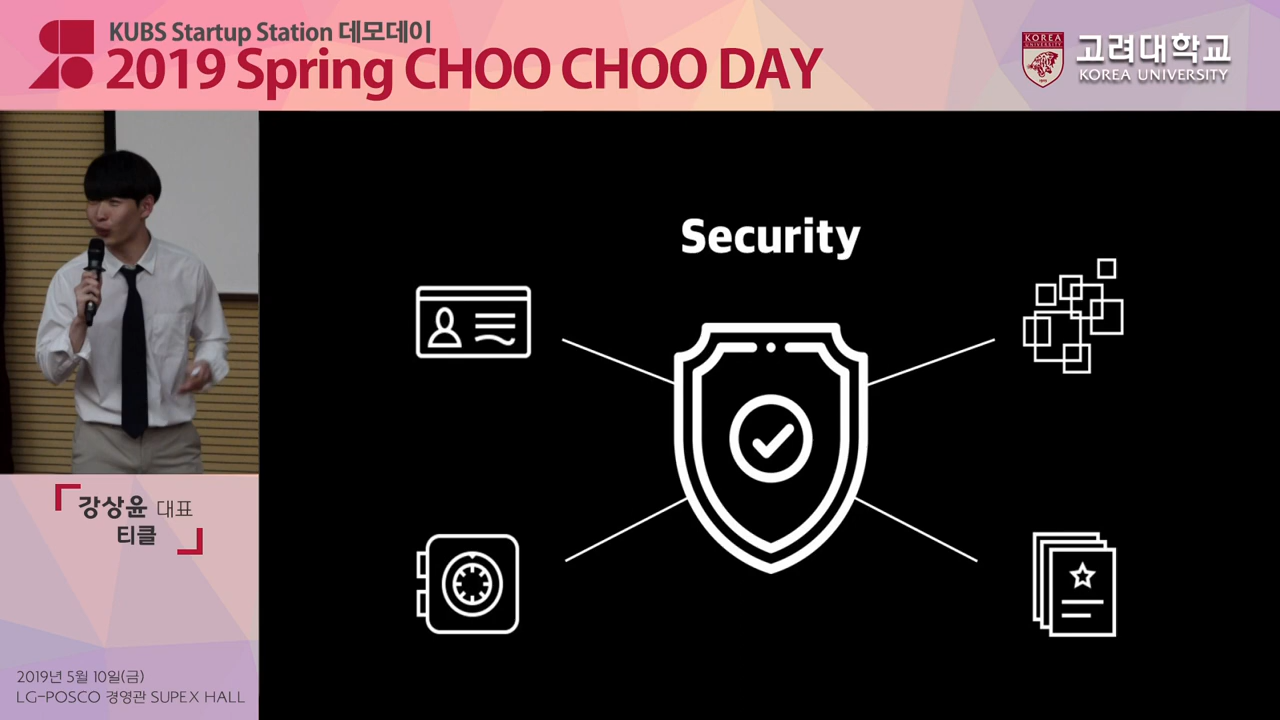 KUBS Startup Station 데모데이
2019 Spring CHOO CHOO DAY
KOREA
UNIVERSITY
고려대학교
KOREA UNIVERSITY
Security
강상윤 대표
티클
2019년 5월 10일(금)
LG-POSCO 경영관 SUPEX HALL